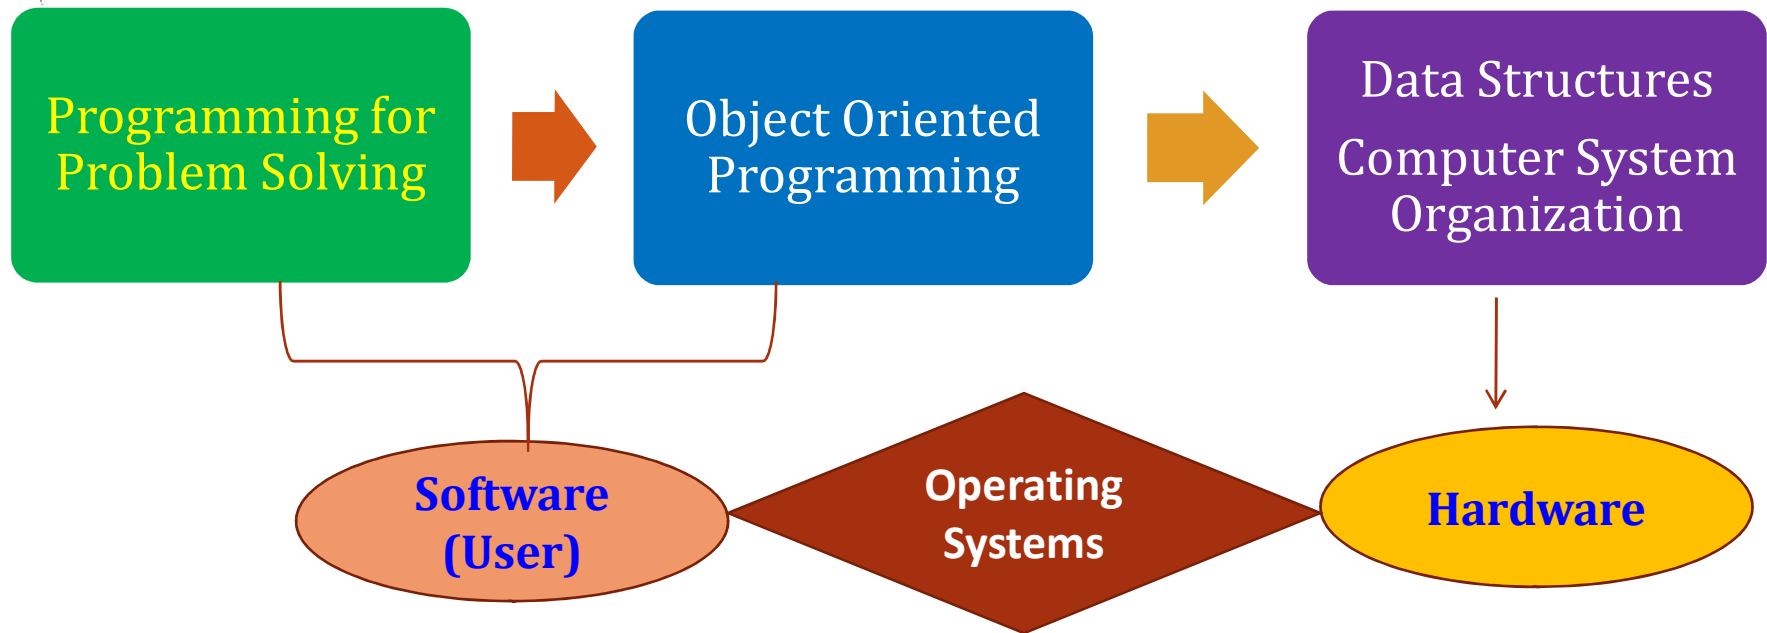 Programming for
Problem Solving
Object Oriented
Programming
Data Structures
Computer System
Organization
Software
(User)
Operating
Systems
Hardware